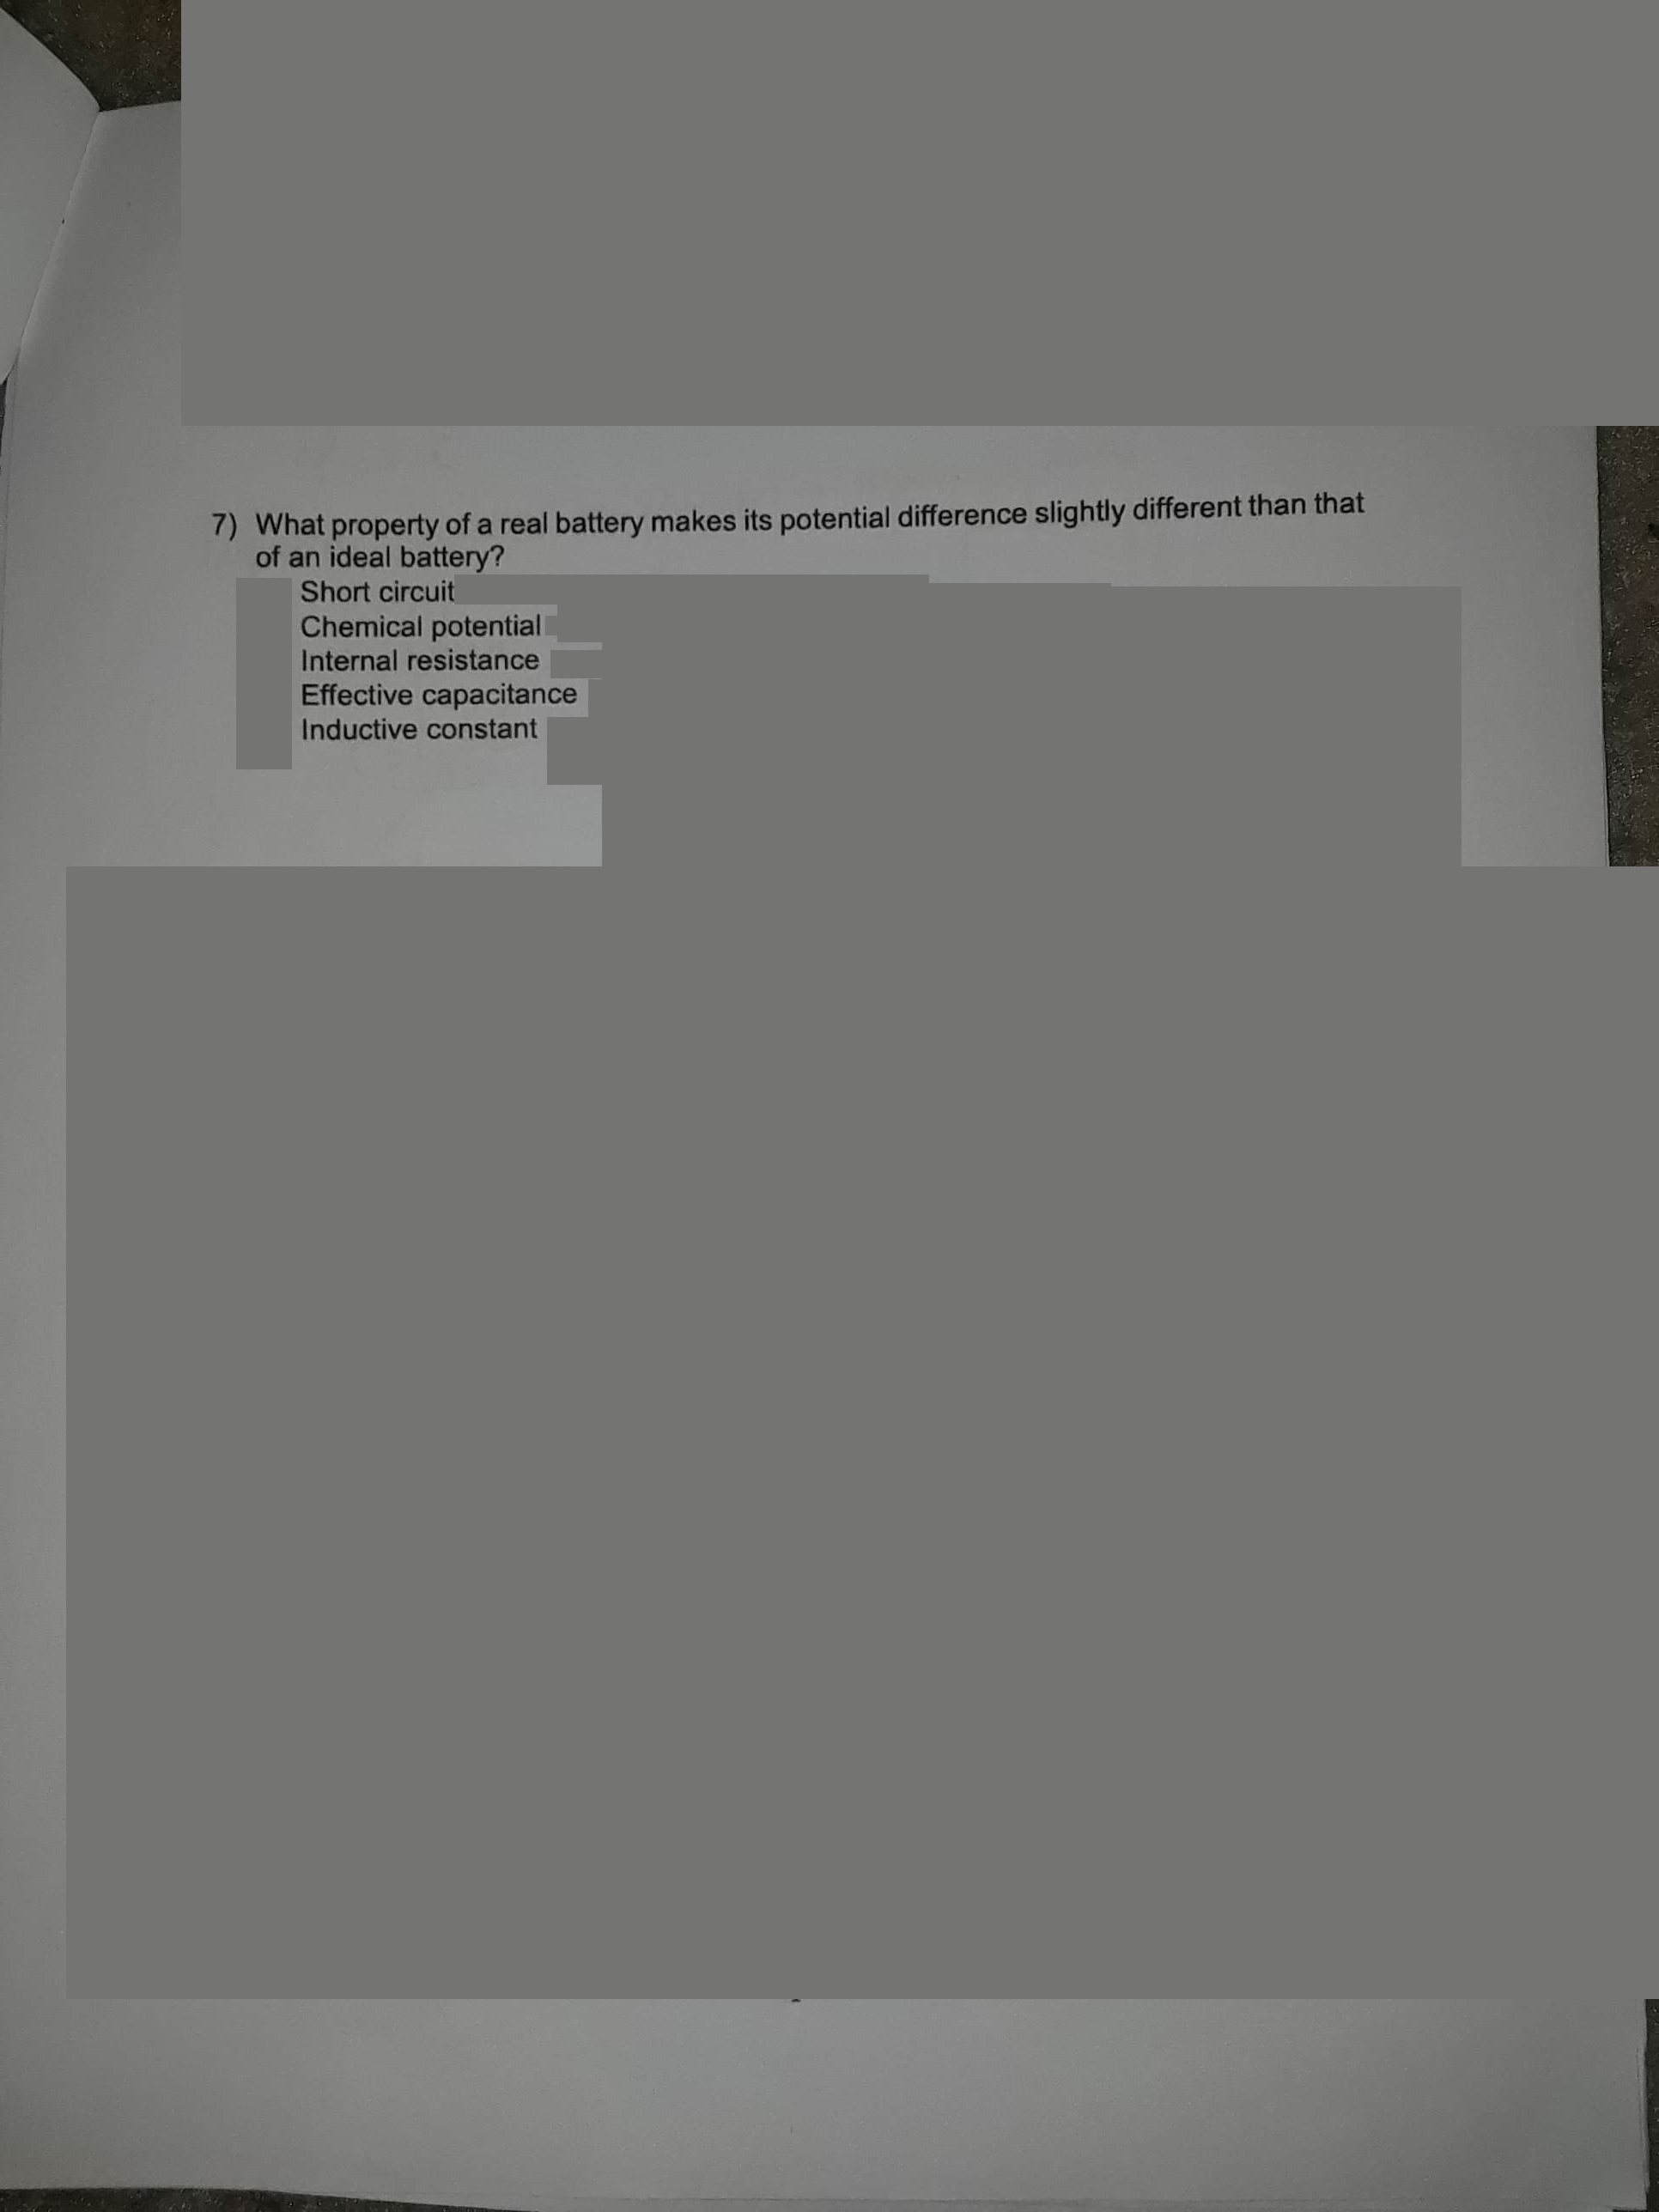 7) What property of a real battery makes its potential difference slightly different than that
of an ideal battery?
Short circuit
Chemical potential
Internal resistance
Effective capacitance
Inductive constant